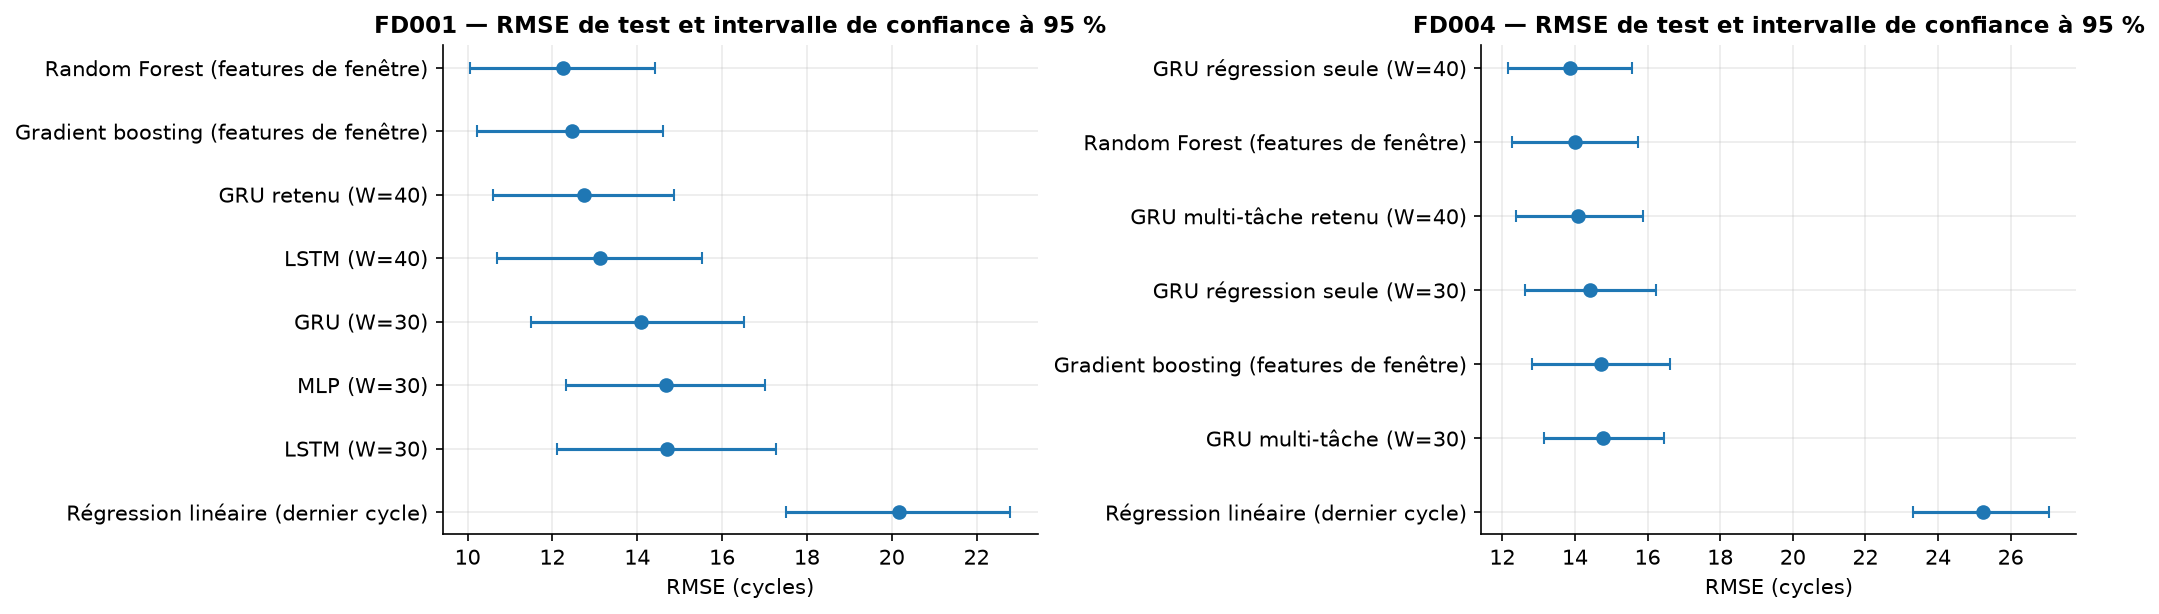 FD001 — RMSE de test et intervalle de confiance à 95 %
Random Forest (features de fenêtre)
Gradient boosting (features de fenêtre)
GRU retenu (W=40)
LSTM (W=40)
GRU (W=30)
MLP (W=30)
LSTM (W=30)
Régression linéaire (dernier cycle)
10 12 14 16 18 20 22
RMSE (cycles)
FD004 — RMSE de test et intervalle de confiance à 95 %
GRU régression seule (W=40)
Random Forest (features de fenêtre)
GRU multi-tâche retenu (W=40)
GRU régression seule (W=30)
Gradient boosting (features de fenêtre)
GRU multi-tâche (W=30)
Régression linéaire (dernier cycle)
12 14 16 18 20 22 24 26
RMSE (cycles)